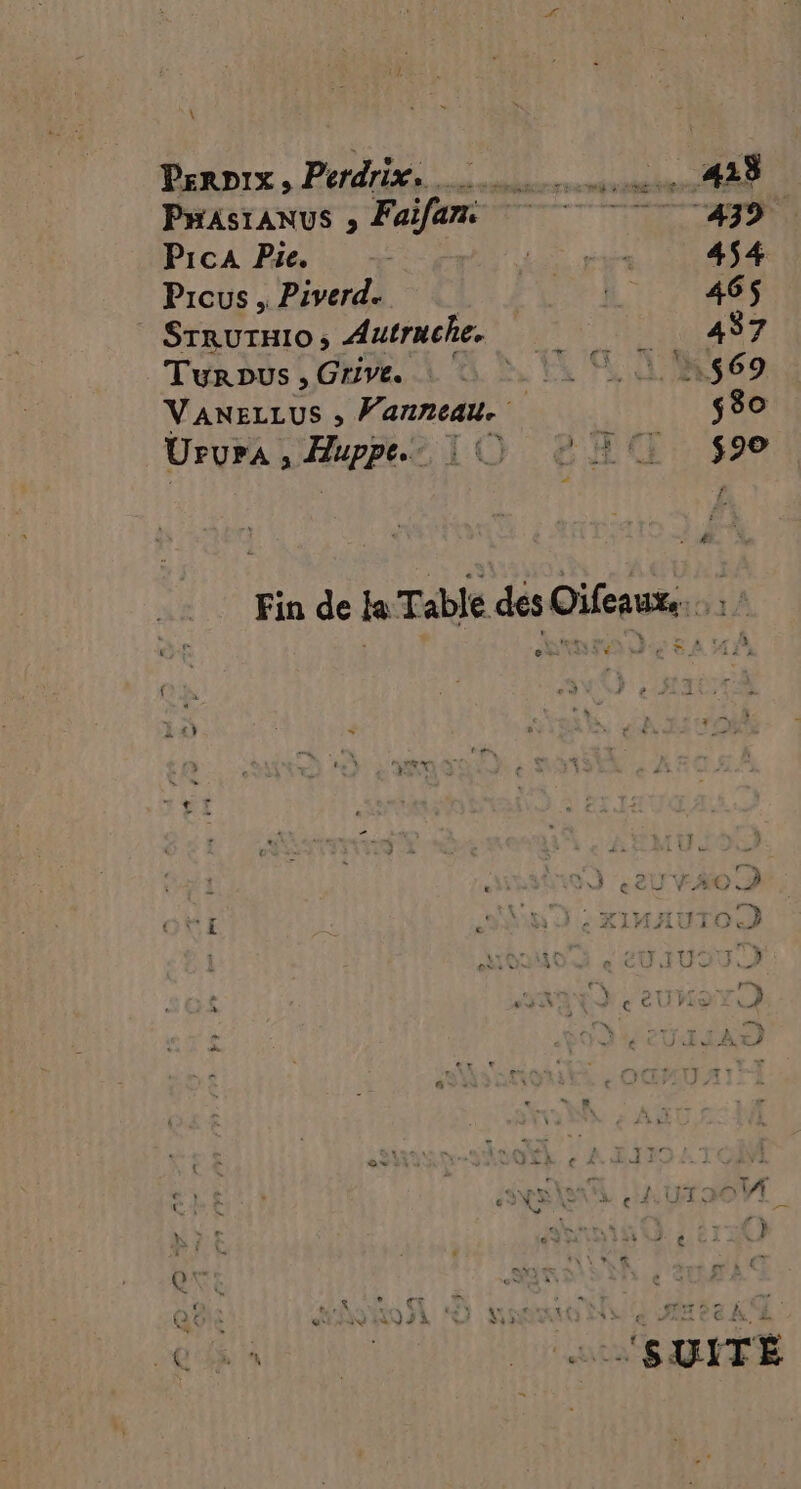 PERDIX, Perdrix. 418
PHASIANUS , Faiſan. 439
PICA Pie. 454
PICUS, Piverd. 465
STRUTHIO ; Autruche. 487
TURDUS, Grive. 569
VANELLUS , Vanneau. 580
UPUPA , Huppe. 590
Fin de la Table des Oiſeaux.
SUITE